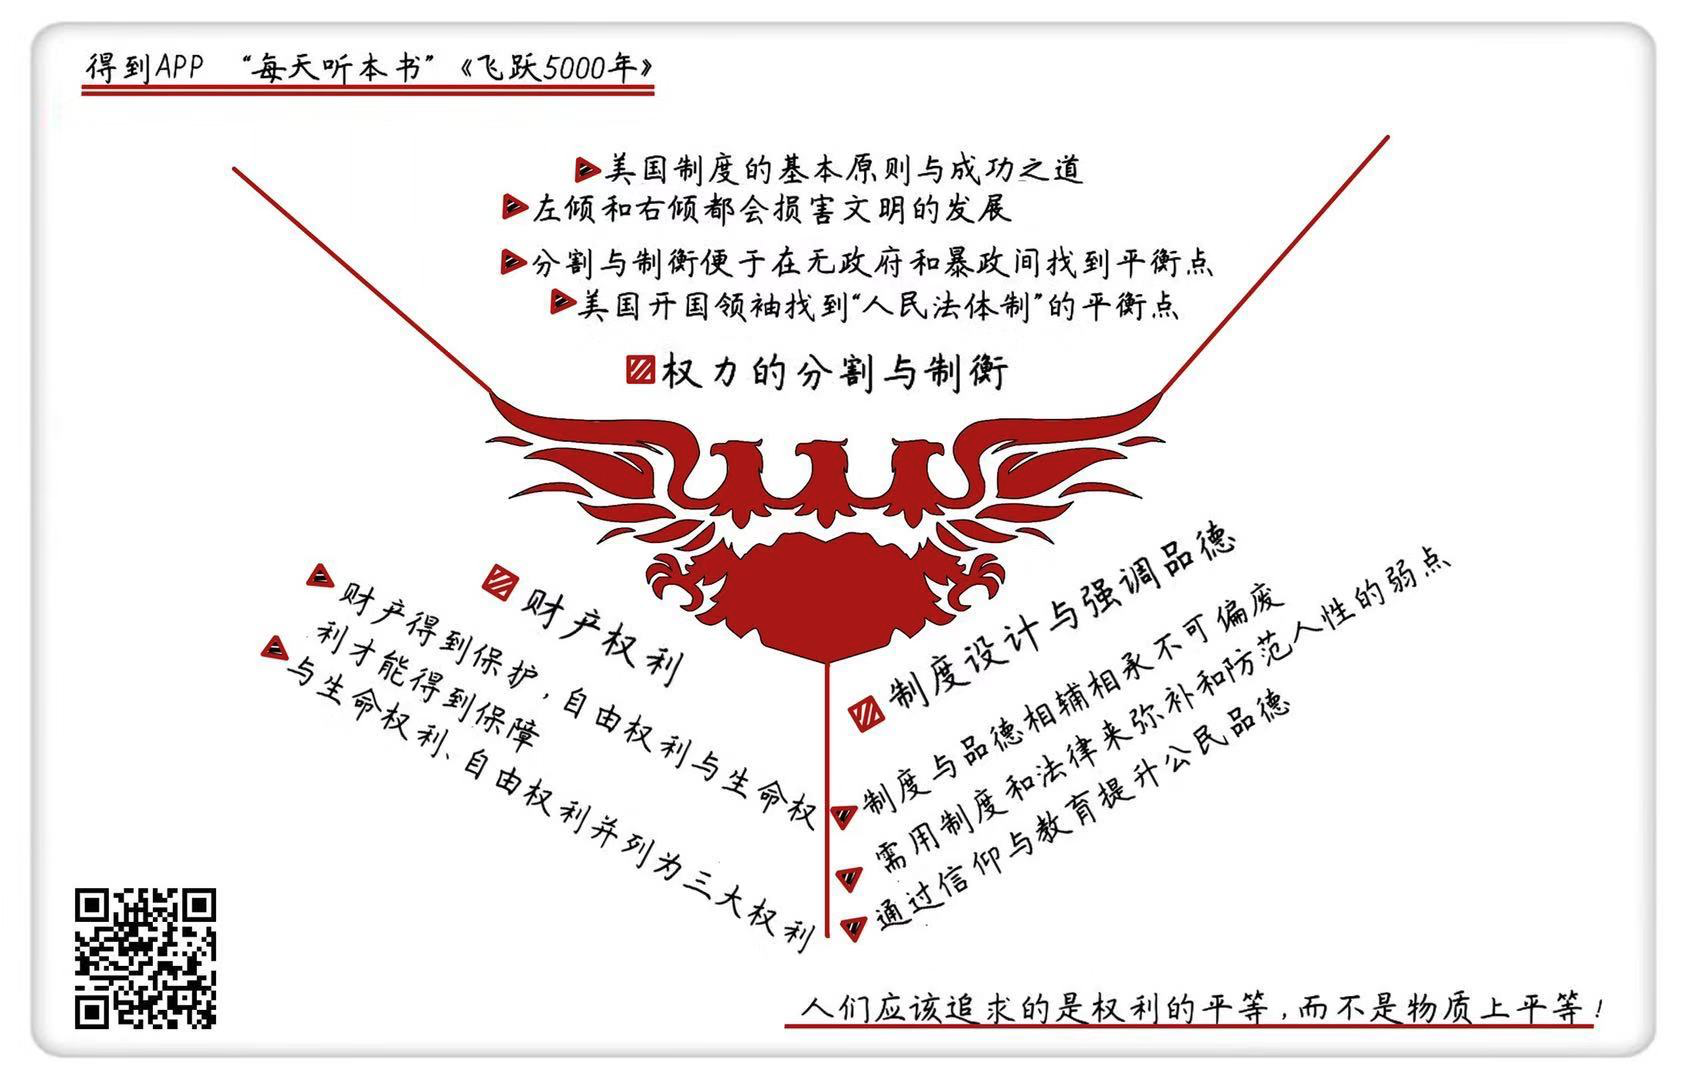 得到APP “每天听本书”《飞跃5000年》
美国制度的基本原则与成功之道
左倾和右倾都会损害文明的发展
分割与制衡便于在无政府和暴政间找到平衡点
美国开国领袖找到“人民法体制”的平衡点
权力的分割与制衡
财产权利
财产得到保护,自由权利与生命权
利才能得到保障
与生命权利、自由权利并列为三大权利
制度设计与强调品德
制度与品德相辅相承不可偏废
需用制度和法律来弥补和防范人性的弱点
通过信仰与教育提升公民品德
人们应该追求的是权利的平等,而不是物质上平等!